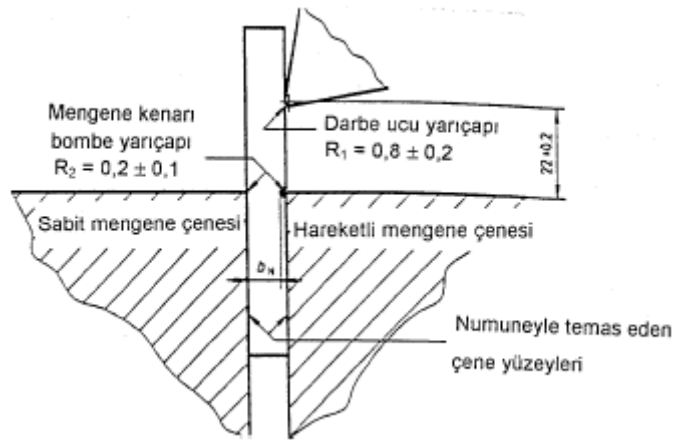 Mengene kenarı
bombe yarıçapı
R₂ = 0,2 ± 0,1
Darbe ucu yarıçapı
R₁ = 0,8 ± 0,2
22 ±0.2
Sabit mengene çenesi
Hareketli mengene çenesi
b_N
Numuneyle temas eden
çene yüzeyleri